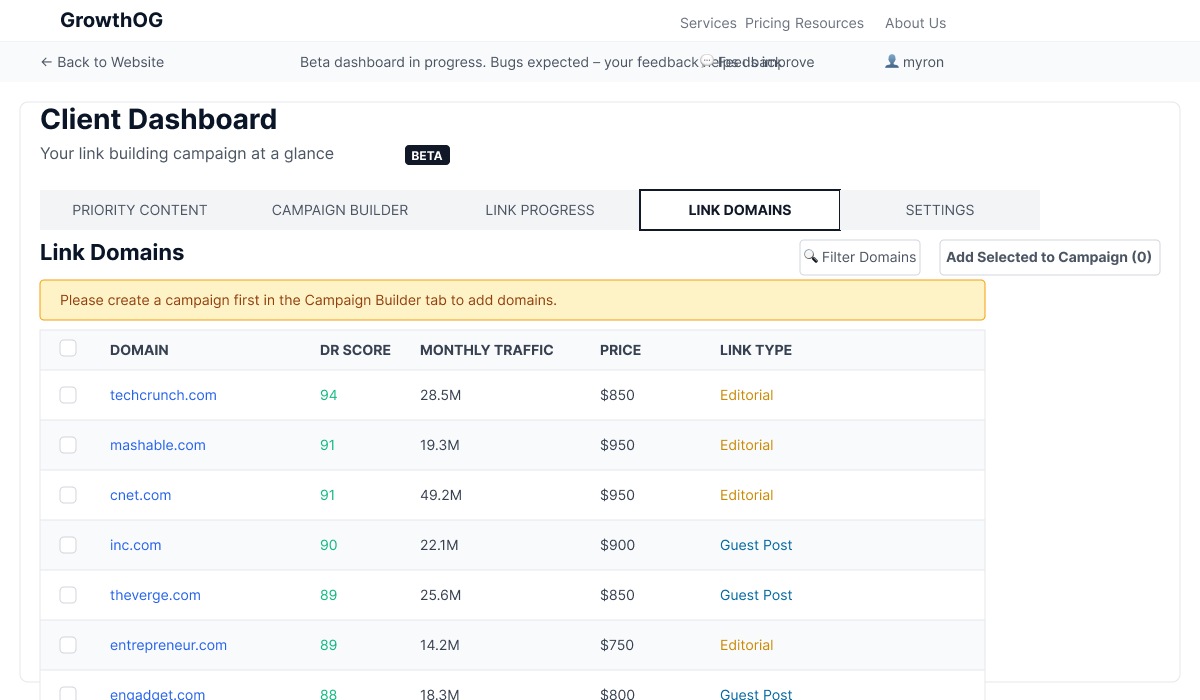 GrowthOG
Services Pricing Resources About Us
← Back to Website
Beta dashboard in progress. Bugs expected – your feedback helps us improve
💬 Feedback
👤 myron
Client Dashboard
Your link building campaign at a glance
BETA
PRIORITY CONTENT CAMPAIGN BUILDER LINK PROGRESS LINK DOMAINS SETTINGS
Link Domains
🔍 Filter Domains
Add Selected to Campaign (0)
Please create a campaign first in the Campaign Builder tab to add domains.
DOMAIN DR SCORE MONTHLY TRAFFIC PRICE LINK TYPE
techcrunch.com 94 28.5M $850 Editorial
mashable.com 91 19.3M $950 Editorial
cnet.com 91 49.2M $950 Editorial
inc.com 90 22.1M $900 Guest Post
theverge.com 89 25.6M $850 Guest Post
entrepreneur.com 89 14.2M $750 Editorial
engadget.com 88 18.3M $800 Guest Post